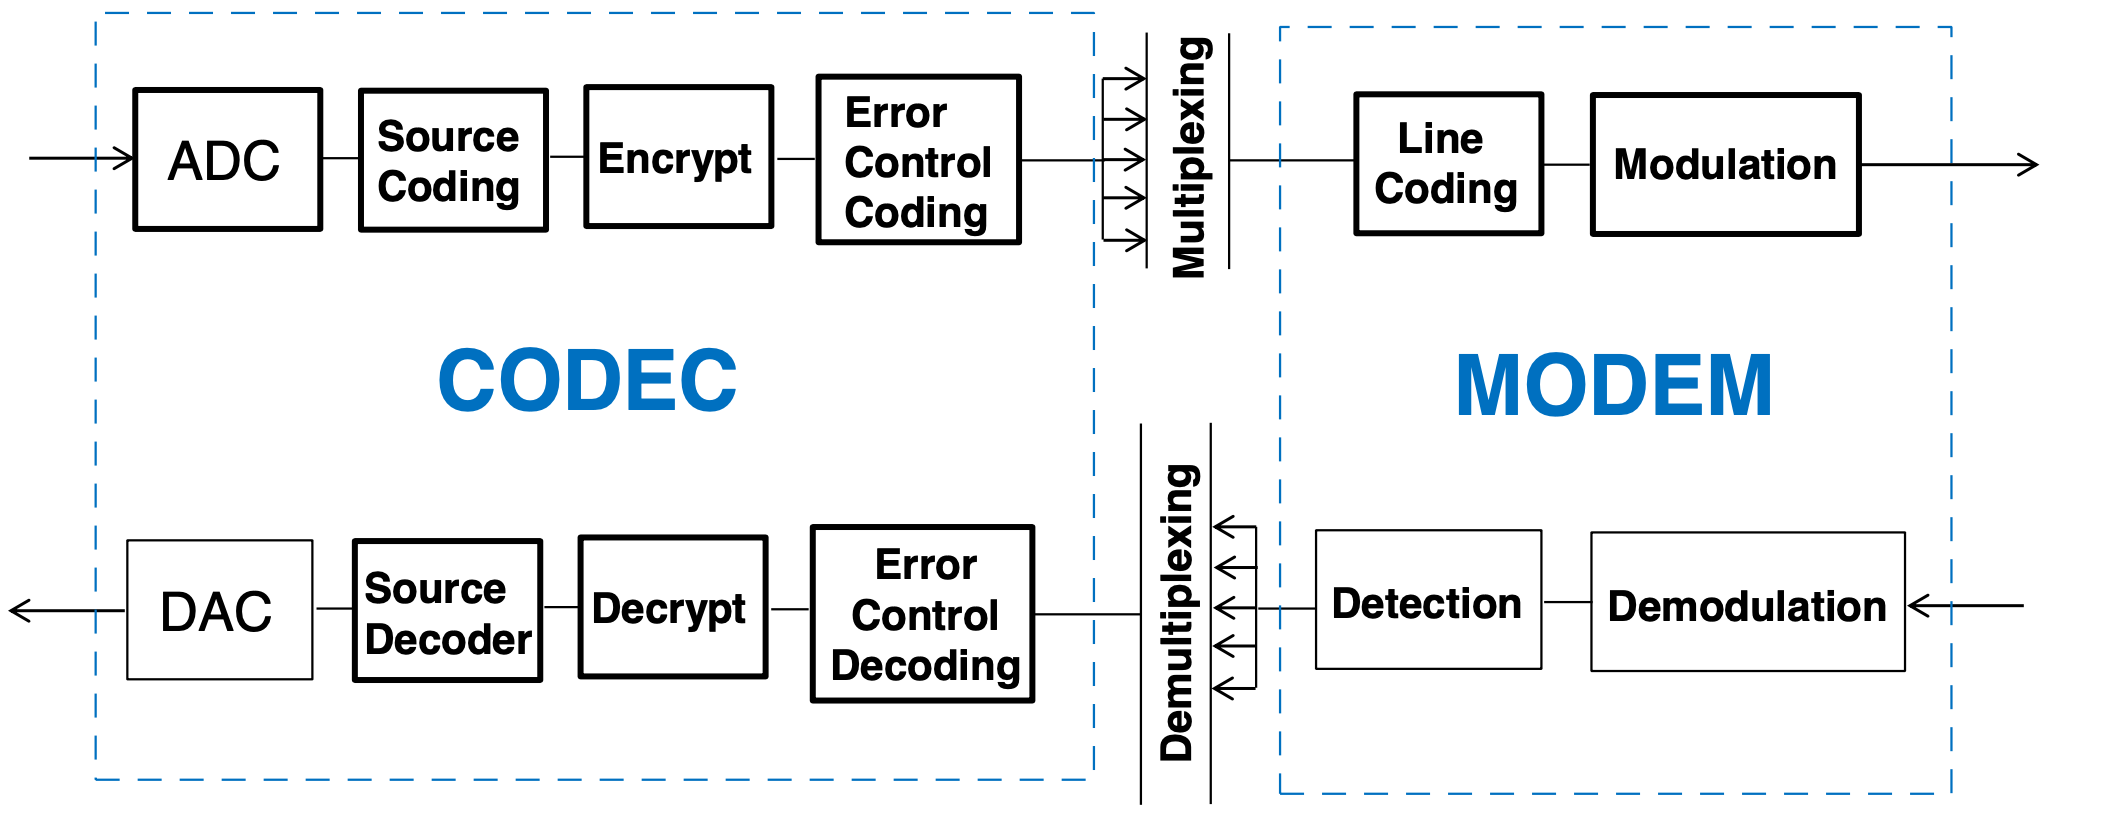 ADC
Source
Coding
Encrypt
Error
Control
Coding
Multiplexing
Line
Coding
Modulation
CODEC
MODEM
DAC
Source
Decoder
Decrypt
Error
Control
Decoding
Demultiplexing
Detection
Demodulation